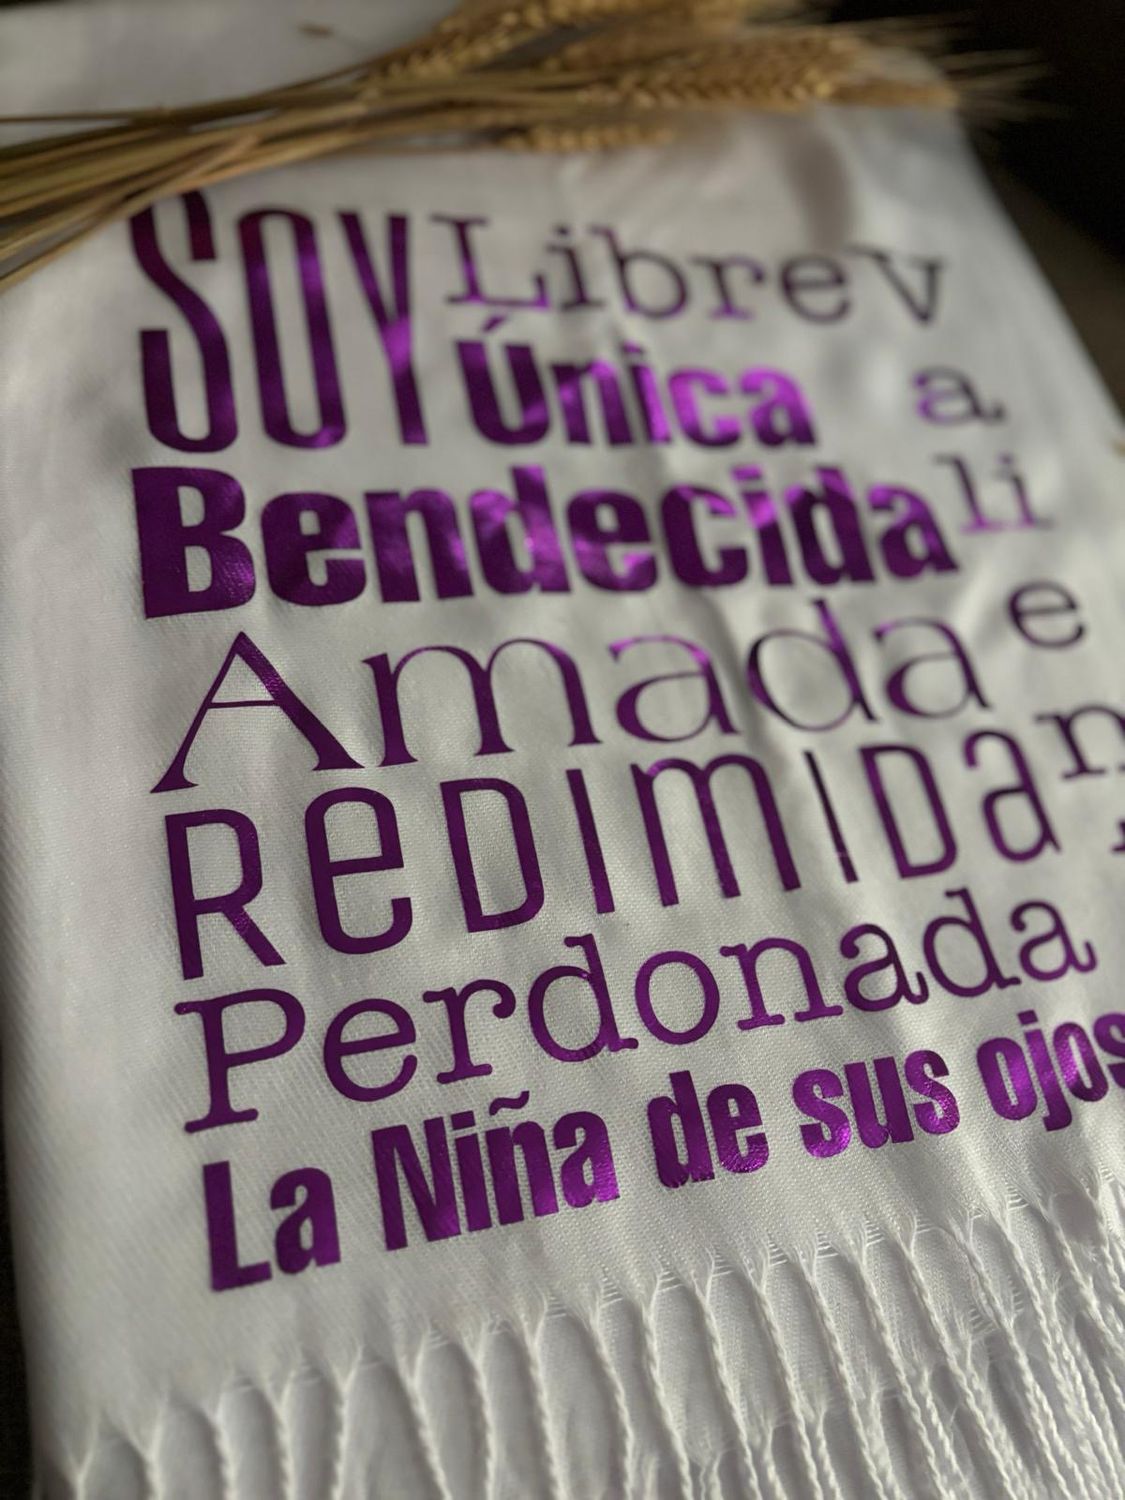 SOY Libre
Única
Bendecida
Amada
REDIMIDA
Perdonada
La Niña de sus ojos
V
a
li
e
n